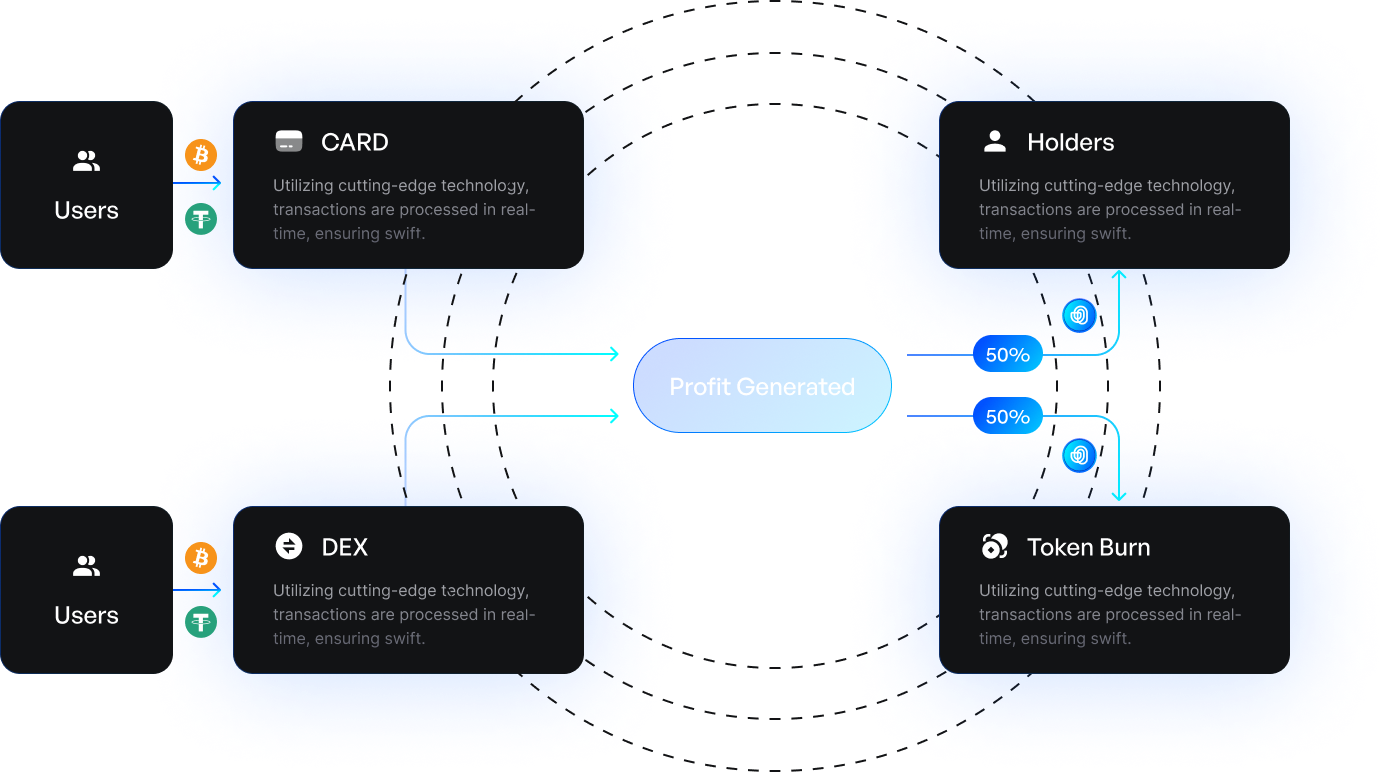 Users
CARD
Utilizing cutting-edge technology,
transactions are processed in real-
time, ensuring swift.
Holders
Utilizing cutting-edge technology,
transactions are processed in real-
time, ensuring swift.
Profit Generated
50%
50%
Users
DEX
Utilizing cutting-edge technology,
transactions are processed in real-
time, ensuring swift.
Token Burn
Utilizing cutting-edge technology,
transactions are processed in real-
time, ensuring swift.